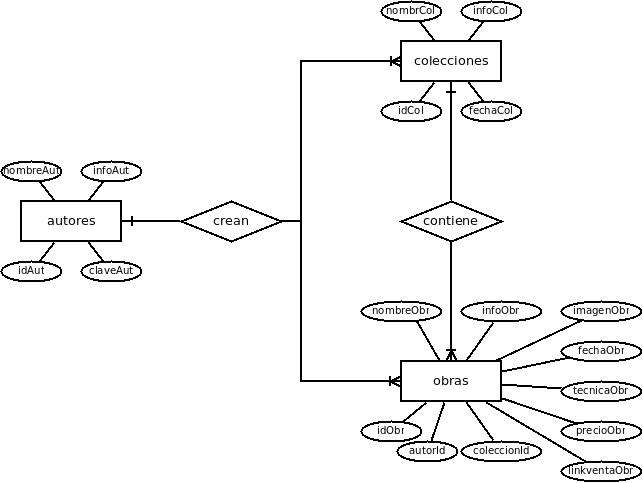 nombrCol
infoCol
colecciones
idCol
fechaCol
nombreAut
infoAut
autores
crean
contiene
idAut
claveAut
nombreObr
infoObr
imagenObr
fechaObr
obras
tecnicaObr
idObr
precioObr
autorId
coleccionId
linkventaObr